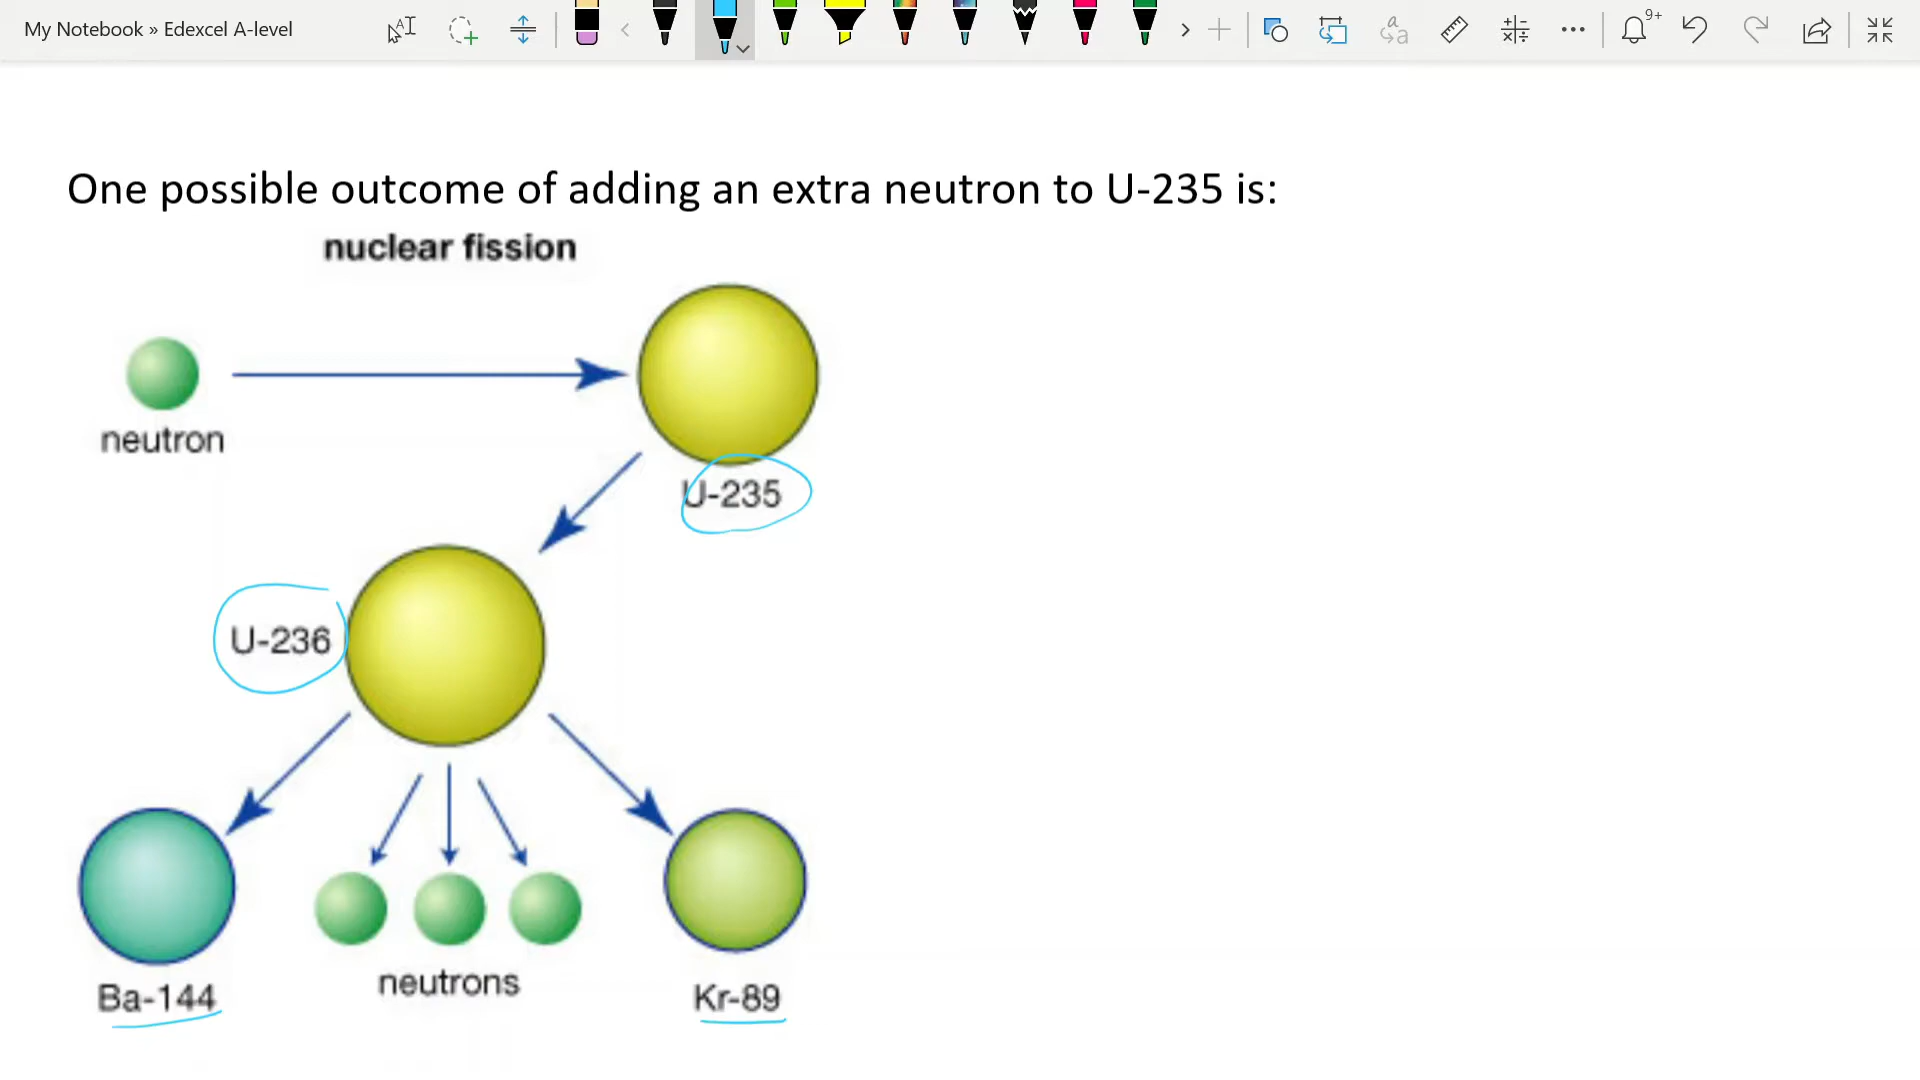 My Notebook » Edexcel A-level
9+
One possible outcome of adding an extra neutron to U-235 is:
nuclear fission
neutron
U-235
U-236
Ba-144
neutrons
Kr-89